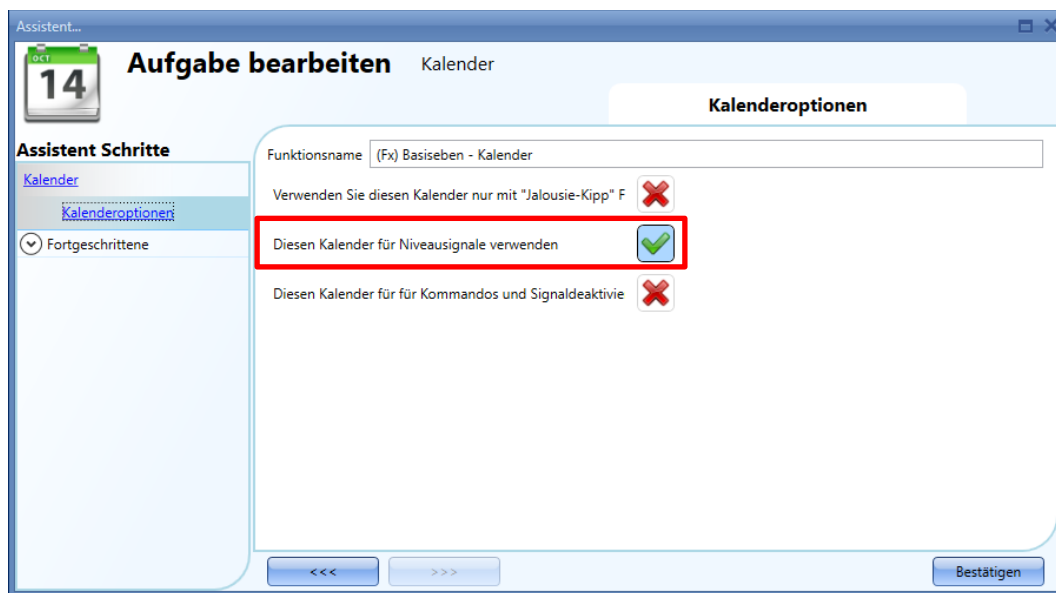 Assistent...
OCT
14
Aufgabe bearbeiten Kalender
Kalenderoptionen
Assistent Schritte
Kalender
Kalenderoptionen
Fortgeschrittene
Funktionsname (Fx) Basiseben - Kalender
Verwenden Sie diesen Kalender nur mit "Jalousie-Kipp" F
Diesen Kalender für Niveausignale verwenden
Diesen Kalender für für Kommandos und Signaldeaktivie
<<< >>> Bestätigen